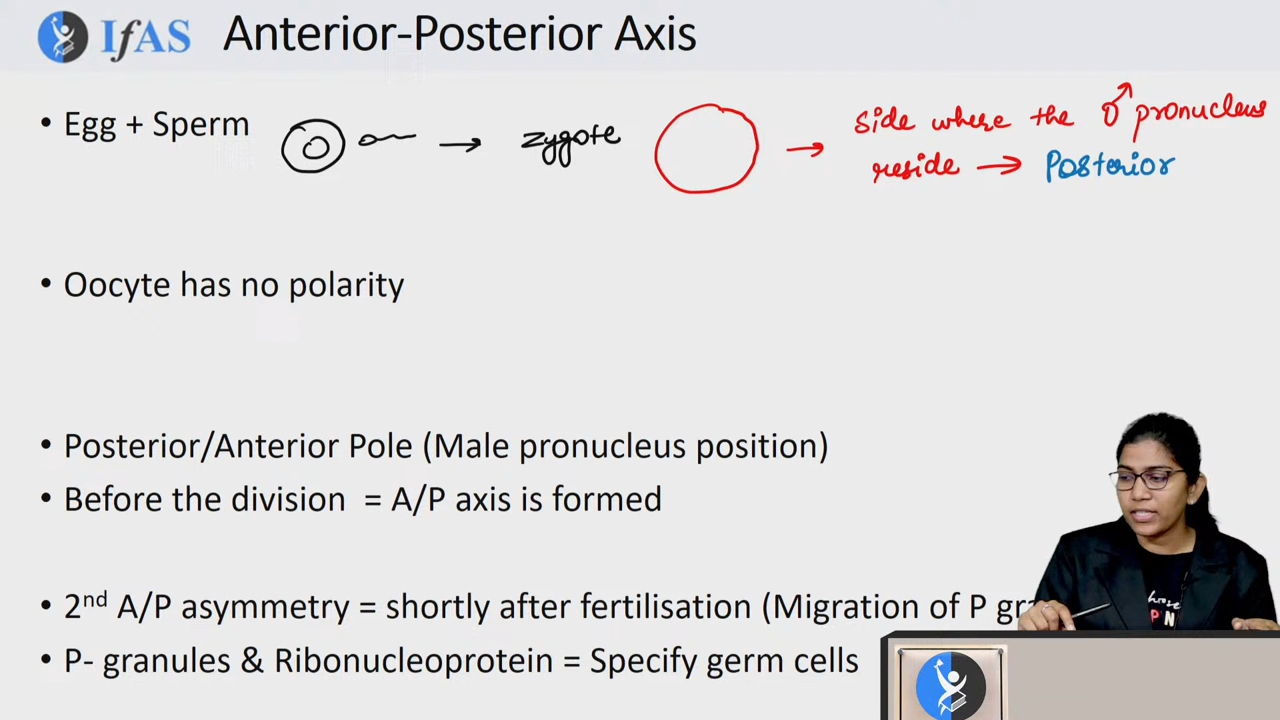 IfAS
Anterior-Posterior Axis
• Egg + Sperm
→ zygote
→ side where the ♂ pronucleus
reside → Posterior
• Oocyte has no polarity
• Posterior/Anterior Pole (Male pronucleus position)
• Before the division = A/P axis is formed
• 2nd A/P asymmetry = shortly after fertilisation (Migration of P
• P- granules & Ribonucleoprotein = Specify germ cells